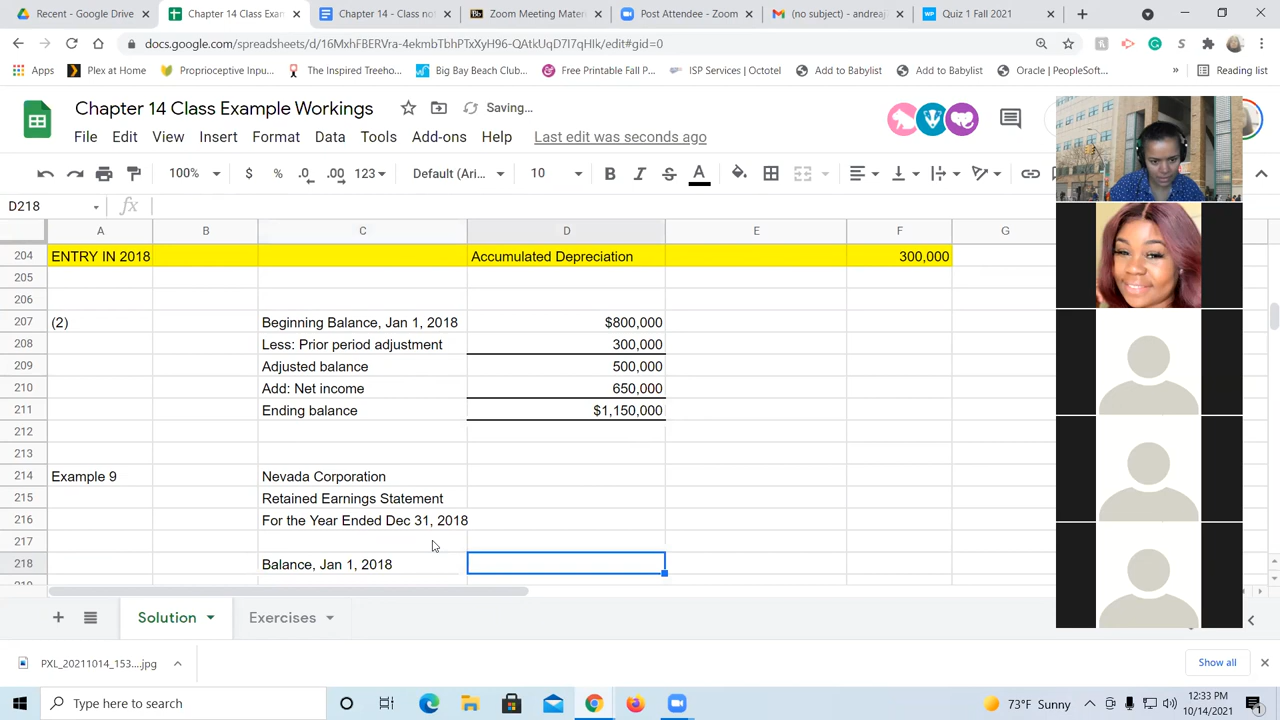 Google Drive
Chapter 14 Class Exam
Chapter 14 - Class no
Zoom Meeting Mater
Post Attendee - Zoom
(no subject) - andreaj
Quiz 1 Fall 2021
docs.google.com/spreadsheets/d/16MxhFBERVra-4ekmbTbtPTxXyH96-QAtkUqD7I7qHIk/edit#gid=0
Apps
Plex at Home
Proprioceptive Inpu...
The Inspired Treeho...
Big Bay Beach Club...
Free Printable Fall P...
ISP Services | Octotel
Add to Babylist
Add to Babylist
Oracle | PeopleSoft...
Reading list
Chapter 14 Class Example Workings
Saving...
File Edit View Insert Format Data Tools Add-ons Help Last edit was seconds ago
100% $ % .0 .00 123 Default (Ari... 10 B I S A
D218 fx
A B C D E F G
204 ENTRY IN 2018 Accumulated Depreciation 300,000
205
206
207 (2) Beginning Balance, Jan 1, 2018 $800,000
208 Less: Prior period adjustment 300,000
209 Adjusted balance 500,000
210 Add: Net income 650,000
211 Ending balance $1,150,000
212
213
214 Example 9 Nevada Corporation
215 Retained Earnings Statement
216 For the Year Ended Dec 31, 2018
217
218 Balance, Jan 1, 2018
Solution Exercises
PXL_20211014_153....jpg
Show all
Type here to search
73°F Sunny
12:33 PM
10/14/2021